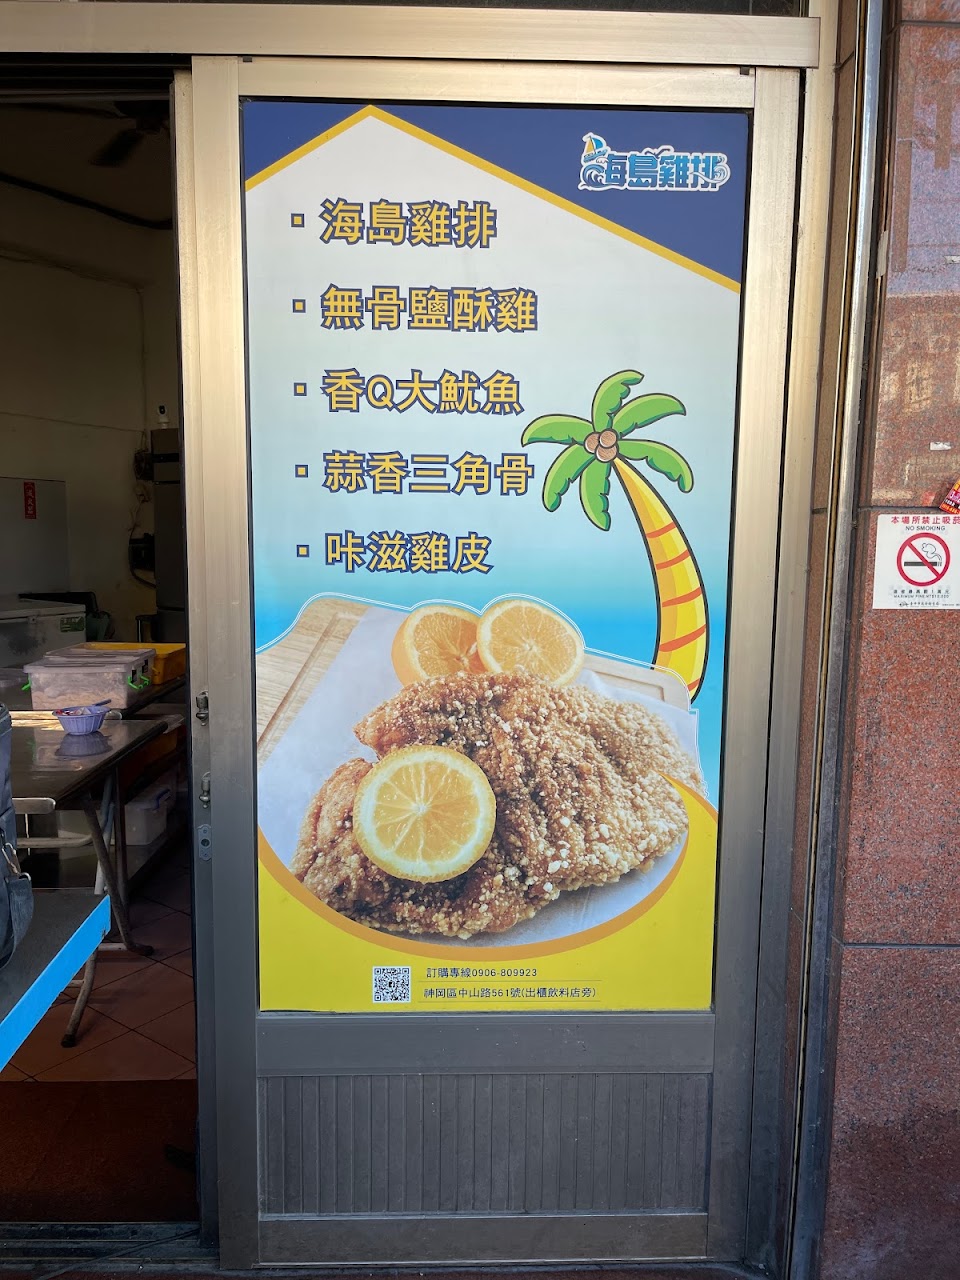 海島雞排
·海島雞排
·無骨鹽酥雞
·香Q大魷魚
·蒜香三角骨
·咔滋雞皮
訂購專線0906-809923
神岡區中山路561號(出櫃飲料店旁)
本場所禁止吸菸
NO SMOKING